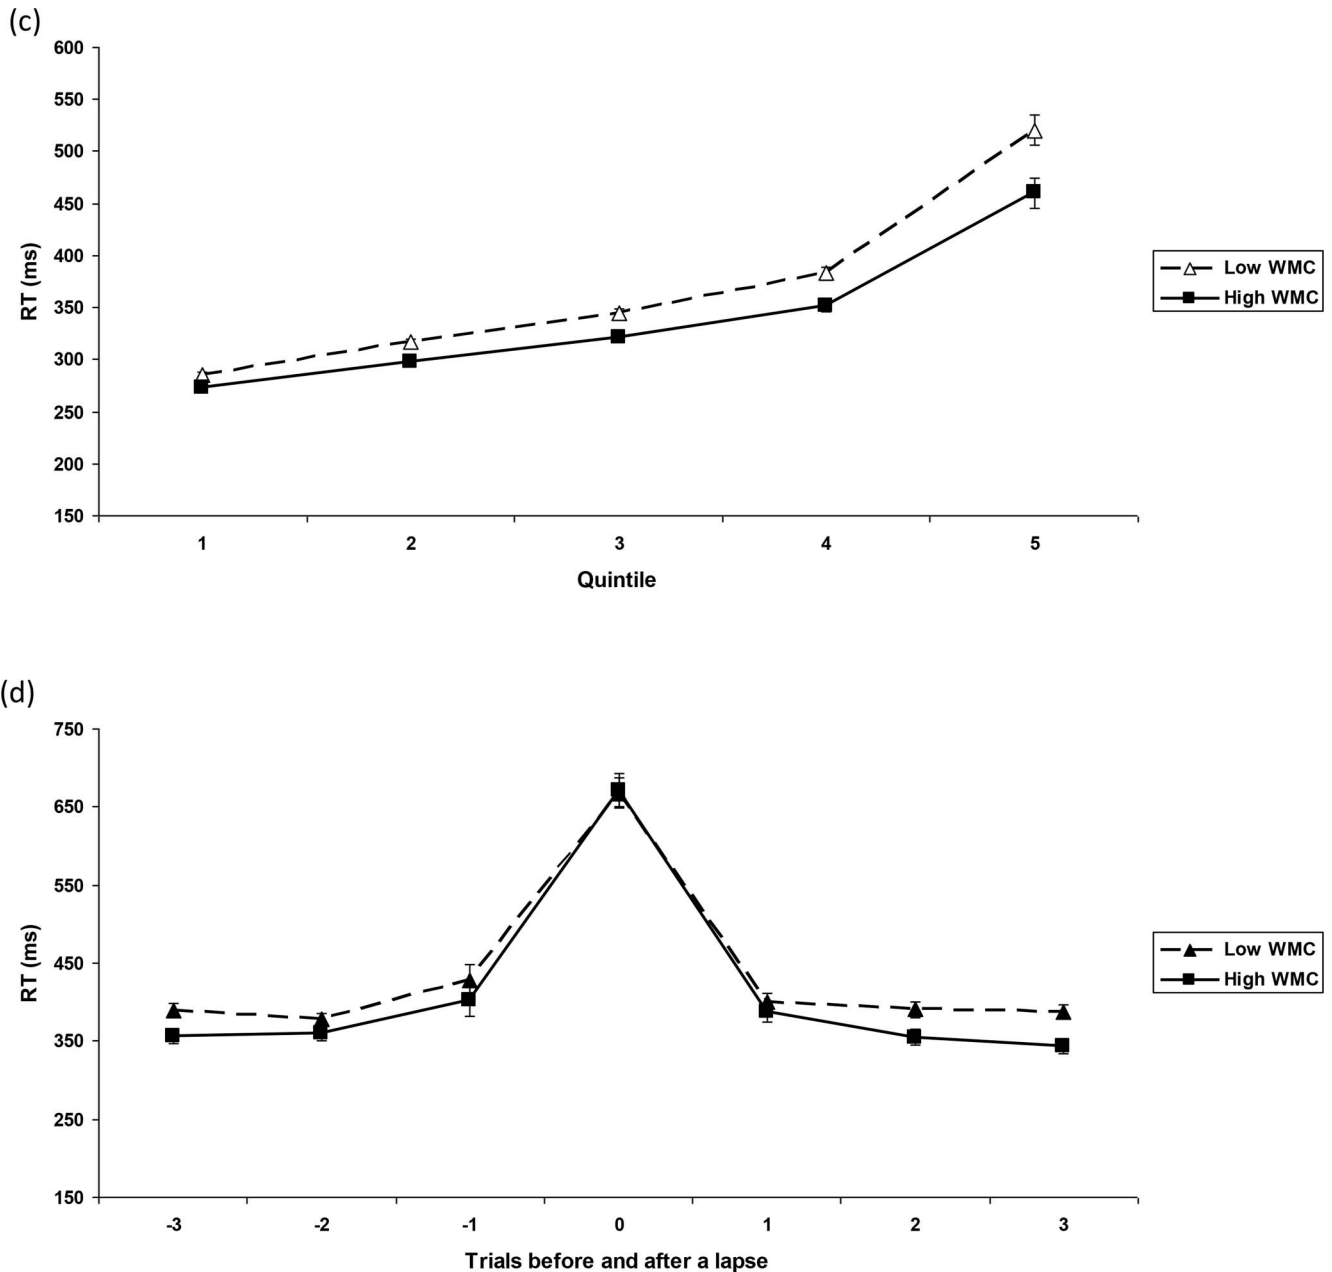 (c)
600
550
500
450
400
350
300
250
200
150
RT (ms)
1 2 3 4 5
Quintile
Low WMC
High WMC
(d)
750
650
550
450
350
250
150
RT (ms)
-3 -2 -1 0 1 2 3
Trials before and after a lapse
Low WMC
High WMC